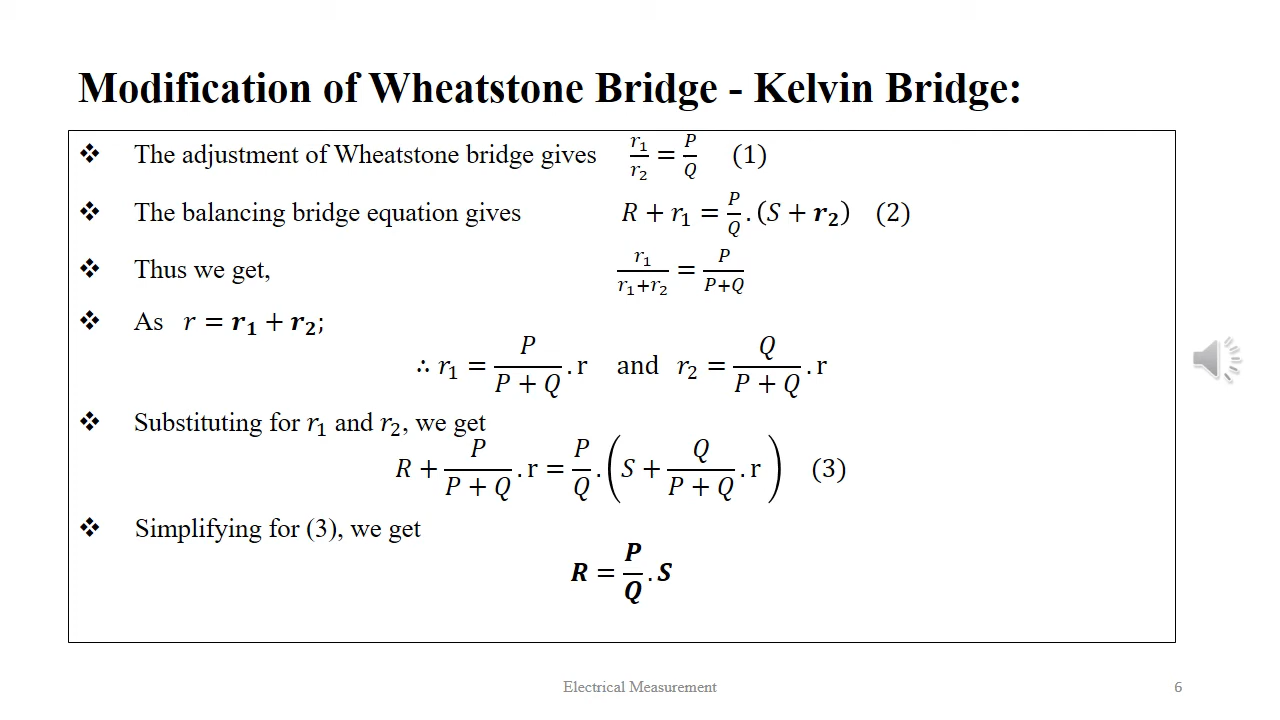 Modification of Wheatstone Bridge - Kelvin Bridge:
❖ The adjustment of Wheatstone bridge gives r₁/r₂ = P/Q (1)
❖ The balancing bridge equation gives R + r₁ = P/Q . (S + r₂) (2)
❖ Thus we get, r₁/(r₁+r₂) = P/(P+Q)
❖ As r = r₁ + r₂;
∴ r₁ = P/(P + Q) . r and r₂ = Q/(P + Q) . r
❖ Substituting for r₁ and r₂, we get
R + P/(P + Q) . r = P/Q . (S + Q/(P + Q) . r) (3)
❖ Simplifying for (3), we get
R = P/Q . S
Electrical Measurement
6